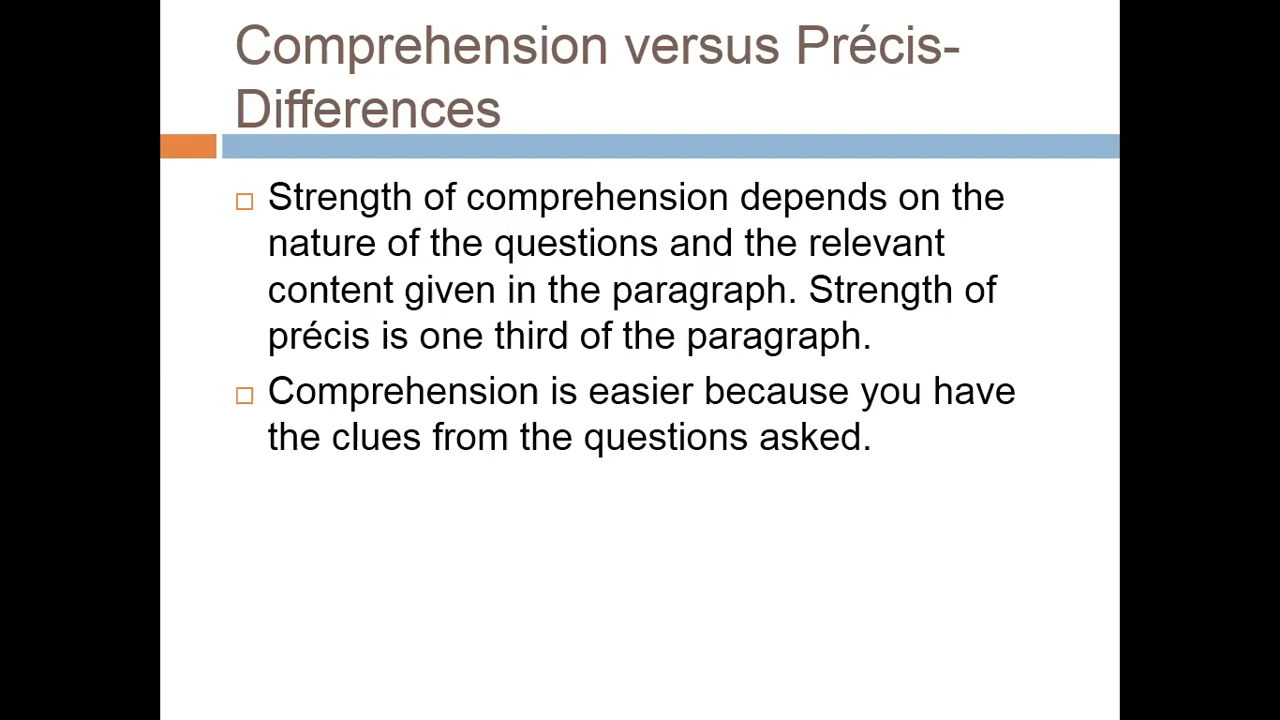 Comprehension versus Précis-
Differences
Strength of comprehension depends on the
nature of the questions and the relevant
content given in the paragraph. Strength of
précis is one third of the paragraph.
Comprehension is easier because you have
the clues from the questions asked.